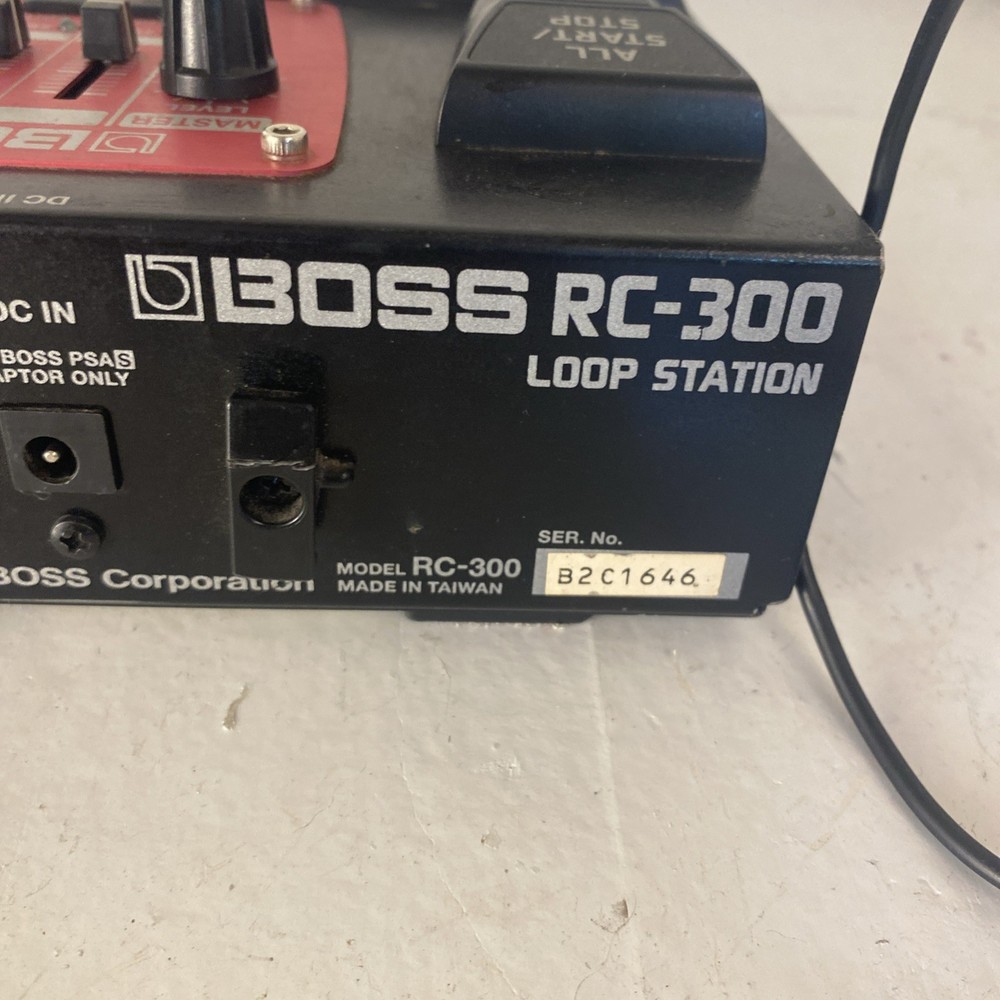 ALL
START/
STOP
MASTER
LEVEL
DC I
BOSS RC-300
LOOP STATION
DC IN
BOSS PSA S
APTOR ONLY
SER. No.
B2C1646
BOSS Corporation
MODEL RC-300
MADE IN TAIWAN